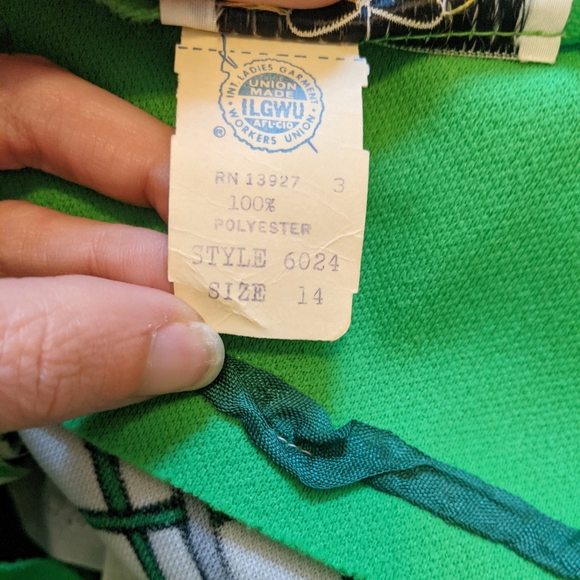 INT. LADIES GARMENT
UNION
MADE
ILGWU
AFL-CIO
WORKERS UNION
®
RN 13927 3
100%
POLYESTER
STYLE 6024
SIZE 14